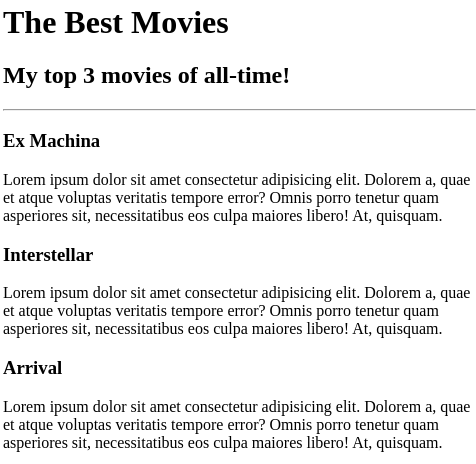 The Best Movies
My top 3 movies of all-time!
Ex Machina
Lorem ipsum dolor sit amet consectetur adipisicing elit. Dolorem a, quae
et atque voluptas veritatis tempore error? Omnis porro tenetur quam
asperiores sit, necessitatibus eos culpa maiores libero! At, quisquam.
Interstellar
Lorem ipsum dolor sit amet consectetur adipisicing elit. Dolorem a, quae
et atque voluptas veritatis tempore error? Omnis porro tenetur quam
asperiores sit, necessitatibus eos culpa maiores libero! At, quisquam.
Arrival
Lorem ipsum dolor sit amet consectetur adipisicing elit. Dolorem a, quae
et atque voluptas veritatis tempore error? Omnis porro tenetur quam
asperiores sit, necessitatibus eos culpa maiores libero! At, quisquam.